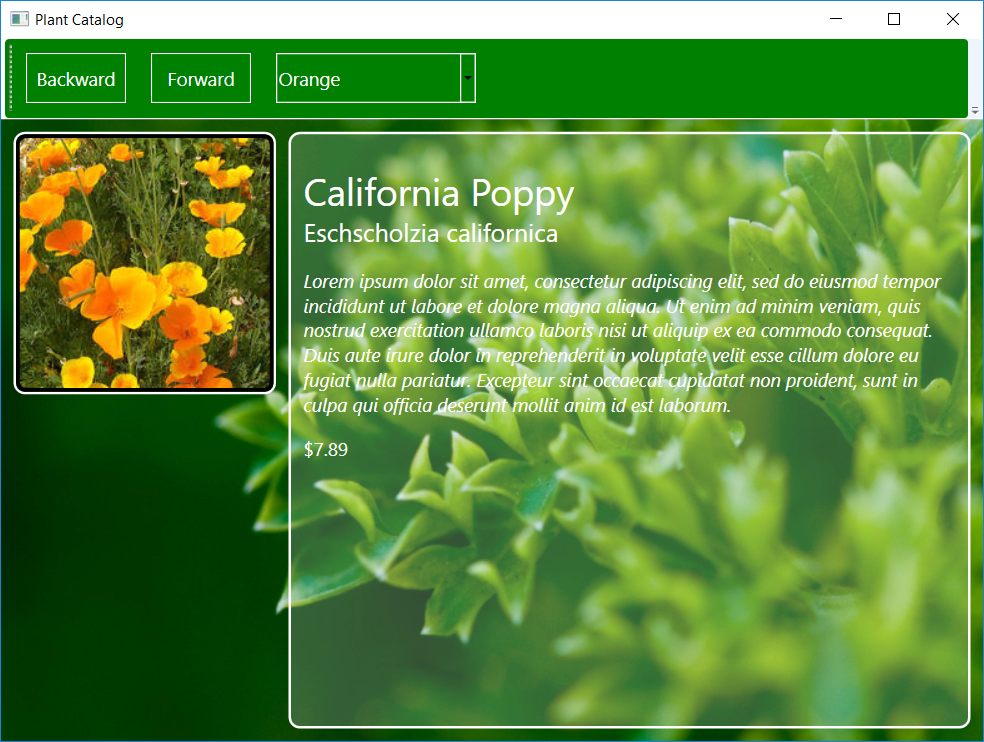 Plant Catalog
Backward
Forward
Orange
California Poppy
Eschscholzia californica
Lorem ipsum dolor sit amet, consectetur adipiscing elit, sed do eiusmod tempor
incididunt ut labore et dolore magna aliqua. Ut enim ad minim veniam, quis
nostrud exercitation ullamco laboris nisi ut aliquip ex ea commodo consequat.
Duis aute irure dolor in reprehenderit in voluptate velit esse cillum dolore eu
fugiat nulla pariatur. Excepteur sint occaecat cupidatat non proident, sunt in
culpa qui officia deserunt mollit anim id est laborum.
$7.89